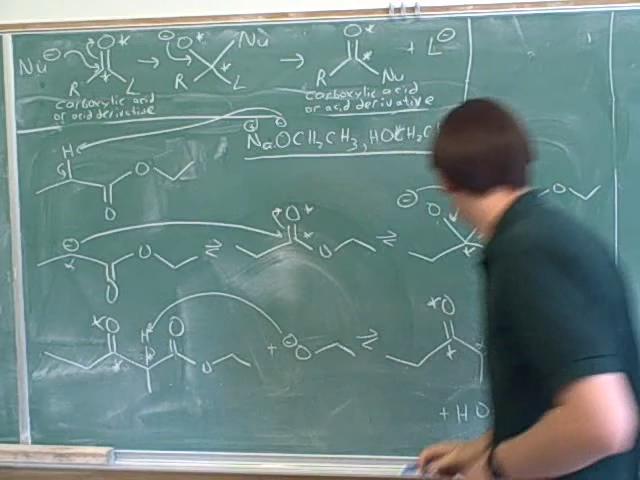 Nu⊖ O* → ⊖O* Nu → O* + L⊖
R * L R L R * Nu
carboxylic acid carboxylic acid
or acid derivative or acid derivative
⊕ ⊖
NaOCH₂CH₃, HOCH₂C
H
O O
⊖ O* ⊖ O
* O ⇌ * O ⇌ * 
O
*O H O *O
* + ⊖O ⇌ *
O
+ HO